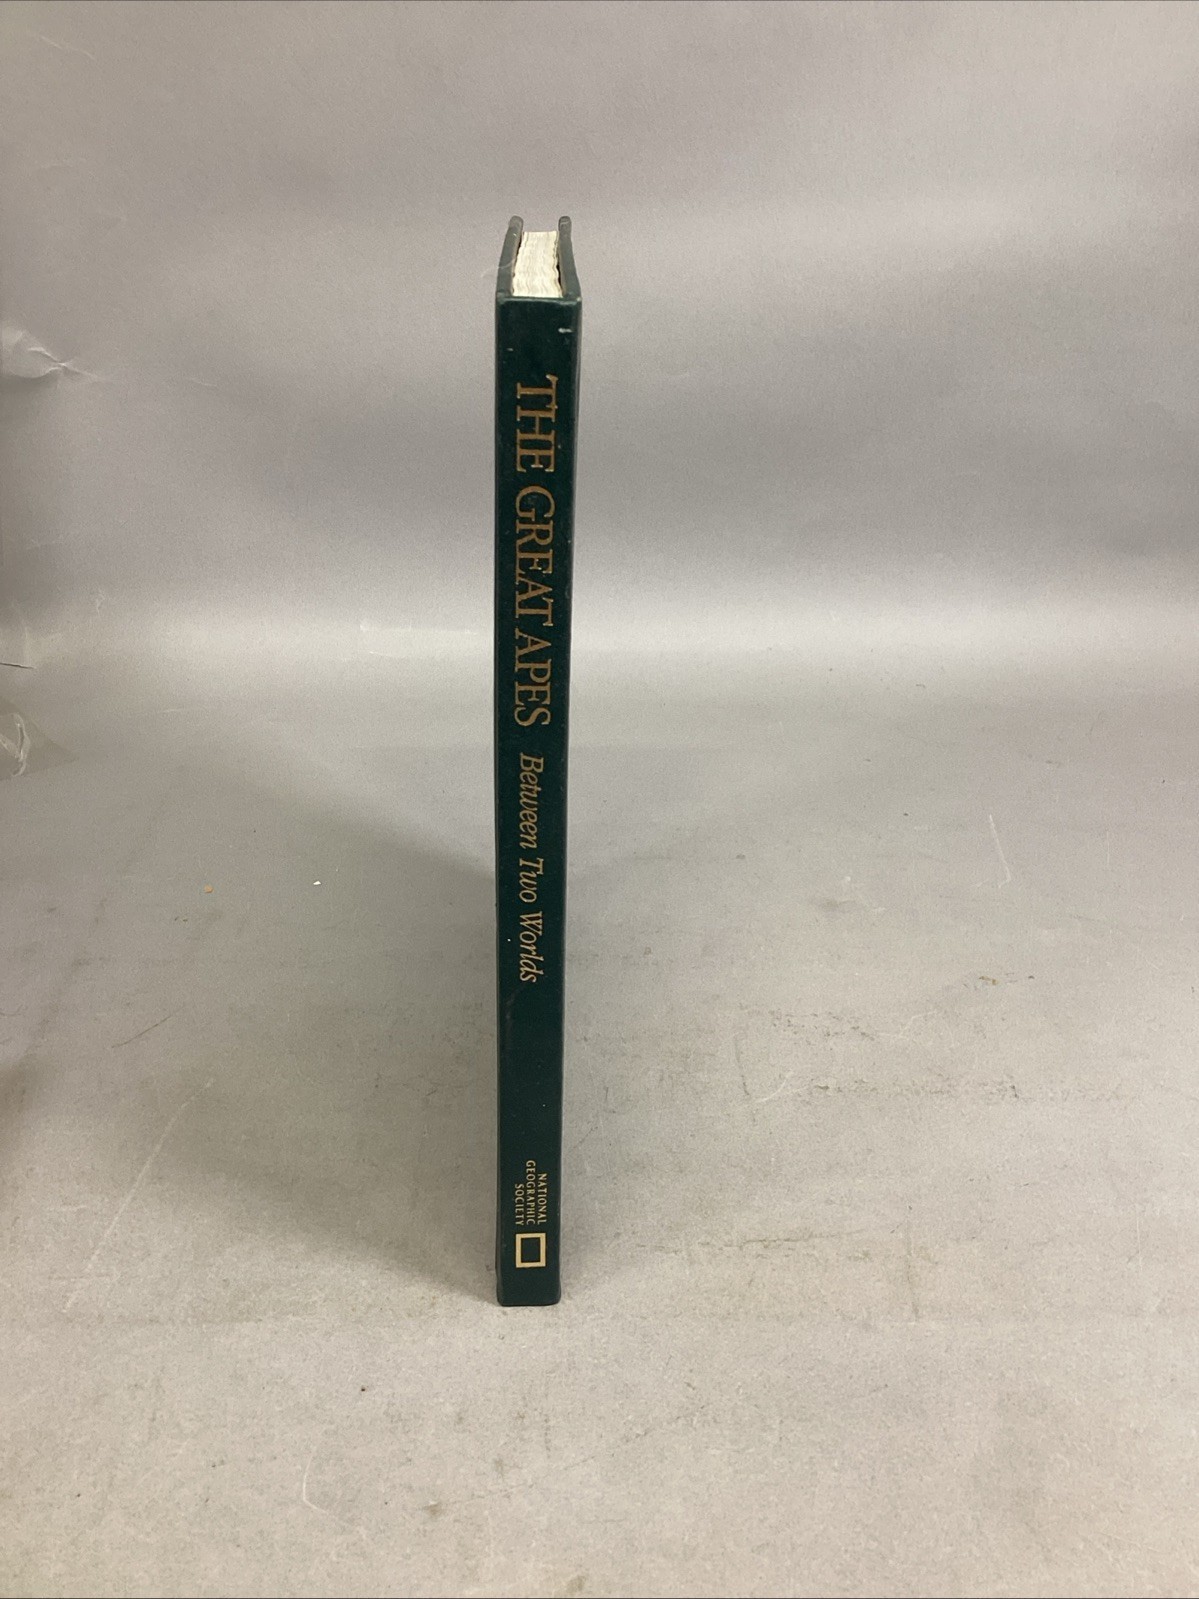 THE GREAT APES Between Two Worlds
NATIONAL
GEOGRAPHIC
SOCIETY